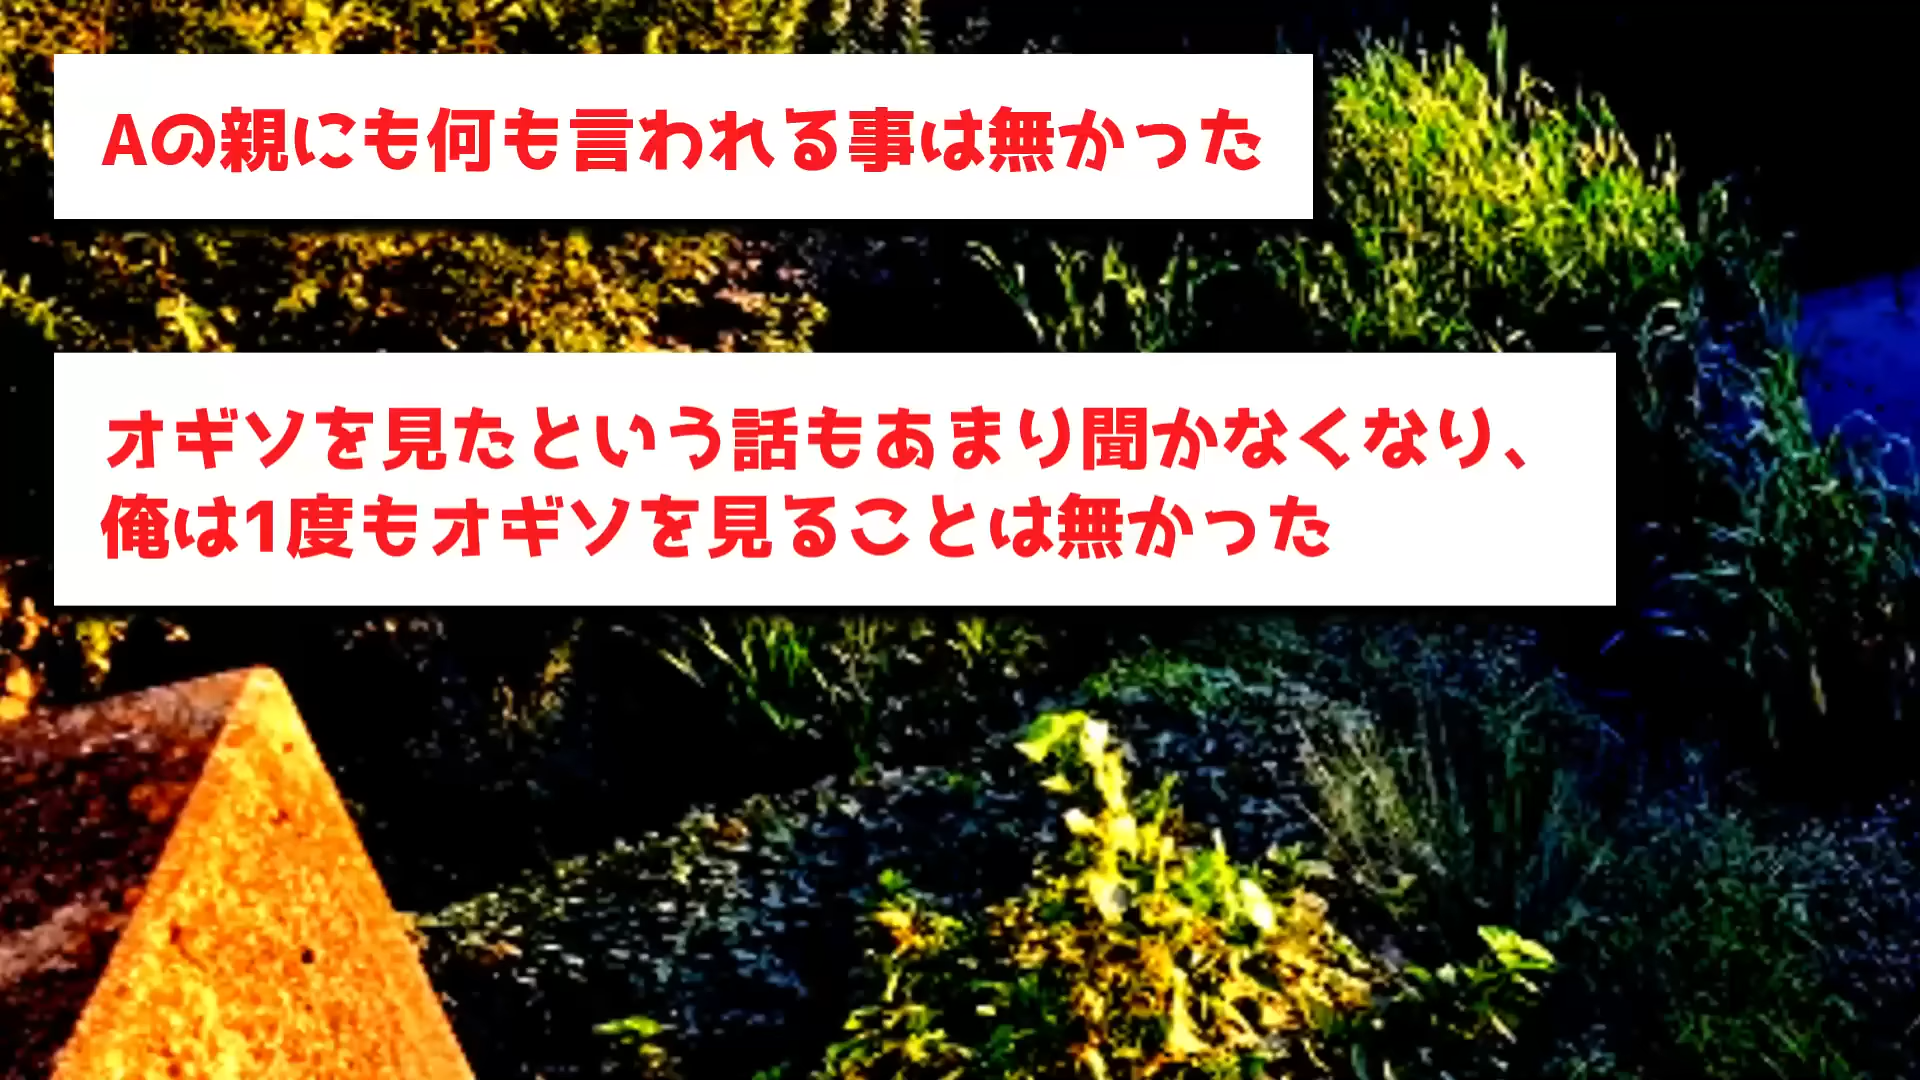 Aの親にも何も言われる事は無かった
オギソを見たという話もあまり聞かなくなり、
俺は1度もオギソを見ることは無かった